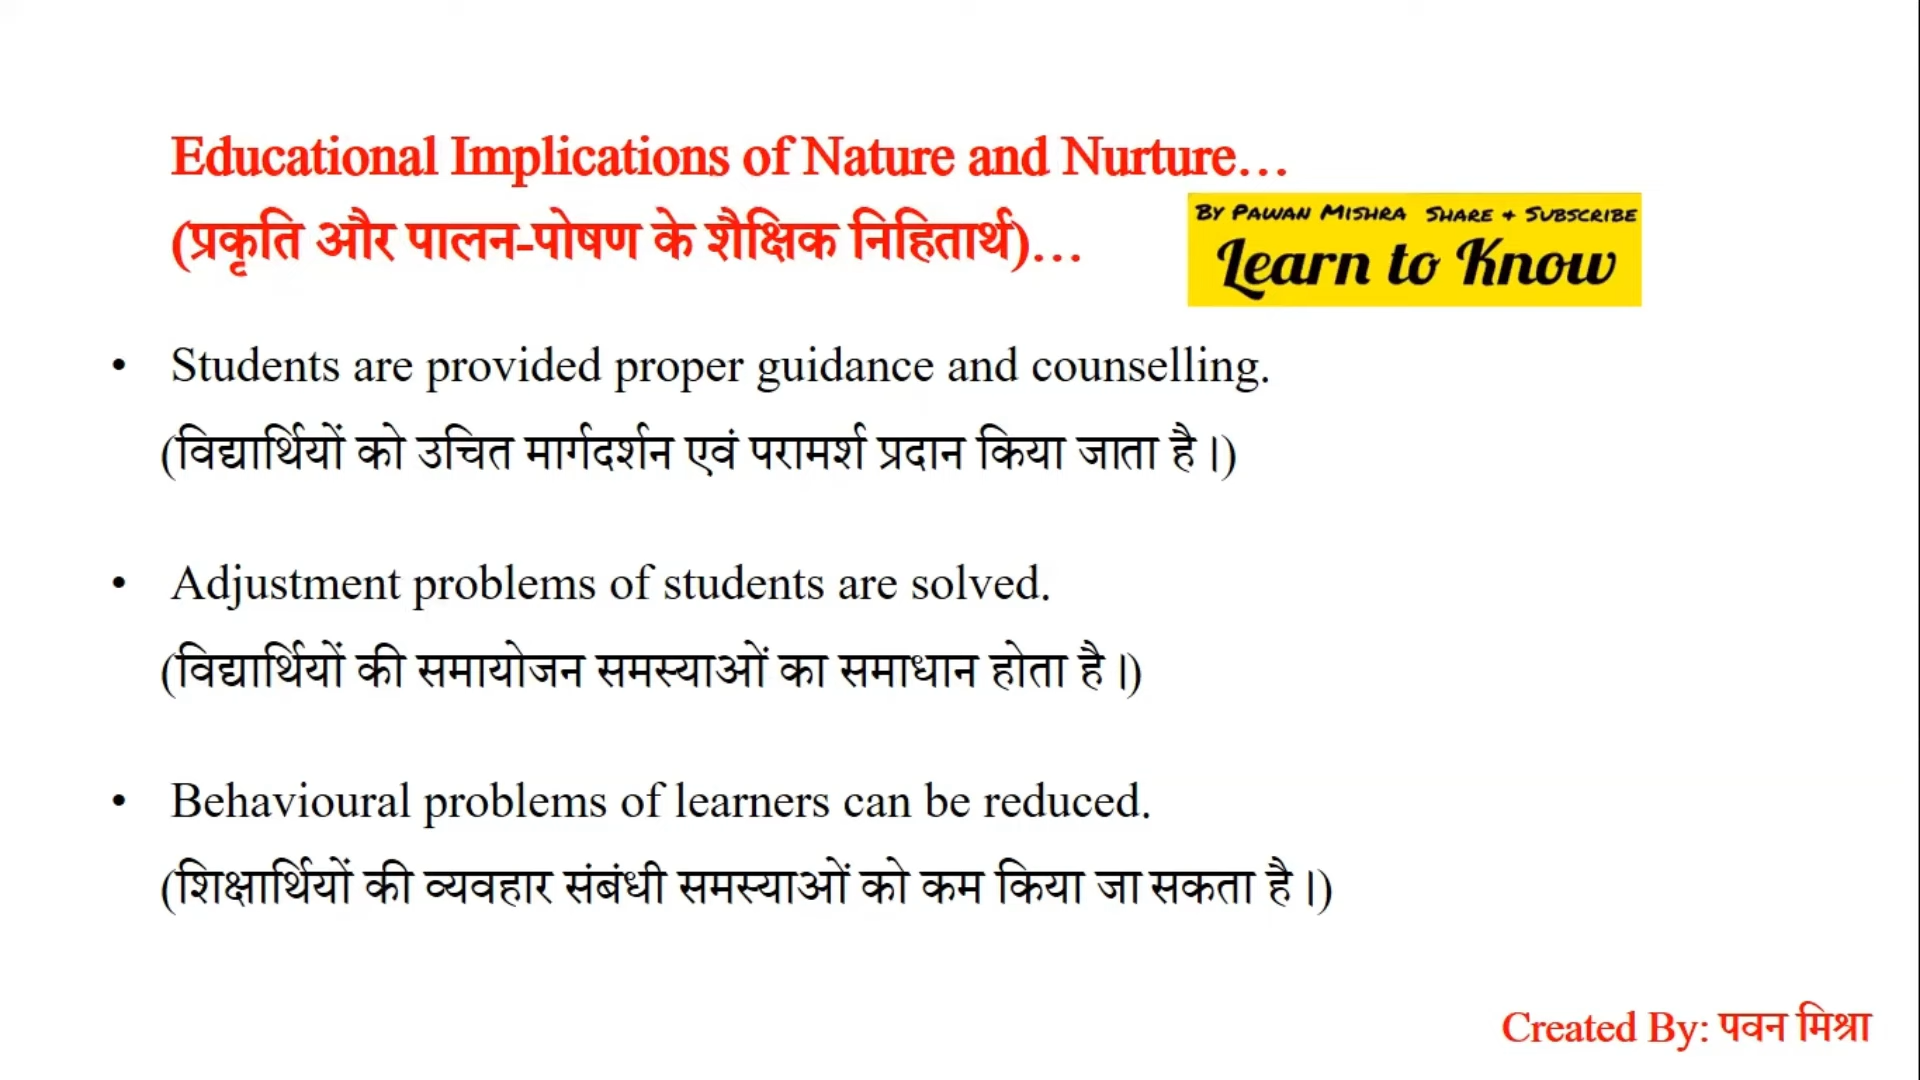 Educational Implications of Nature and Nurture...
(प्रकृति और पालन-पोषण के शैक्षिक निहितार्थ)...
By Pawan Mishra Share + Subscribe
Learn to Know
• Students are provided proper guidance and counselling.
(विद्यार्थियों को उचित मार्गदर्शन एवं परामर्श प्रदान किया जाता है।)
• Adjustment problems of students are solved.
(विद्यार्थियों की समायोजन समस्याओं का समाधान होता है।)
• Behavioural problems of learners can be reduced.
(शिक्षार्थियों की व्यवहार संबंधी समस्याओं को कम किया जा सकता है।)
Created By: पवन मिश्रा